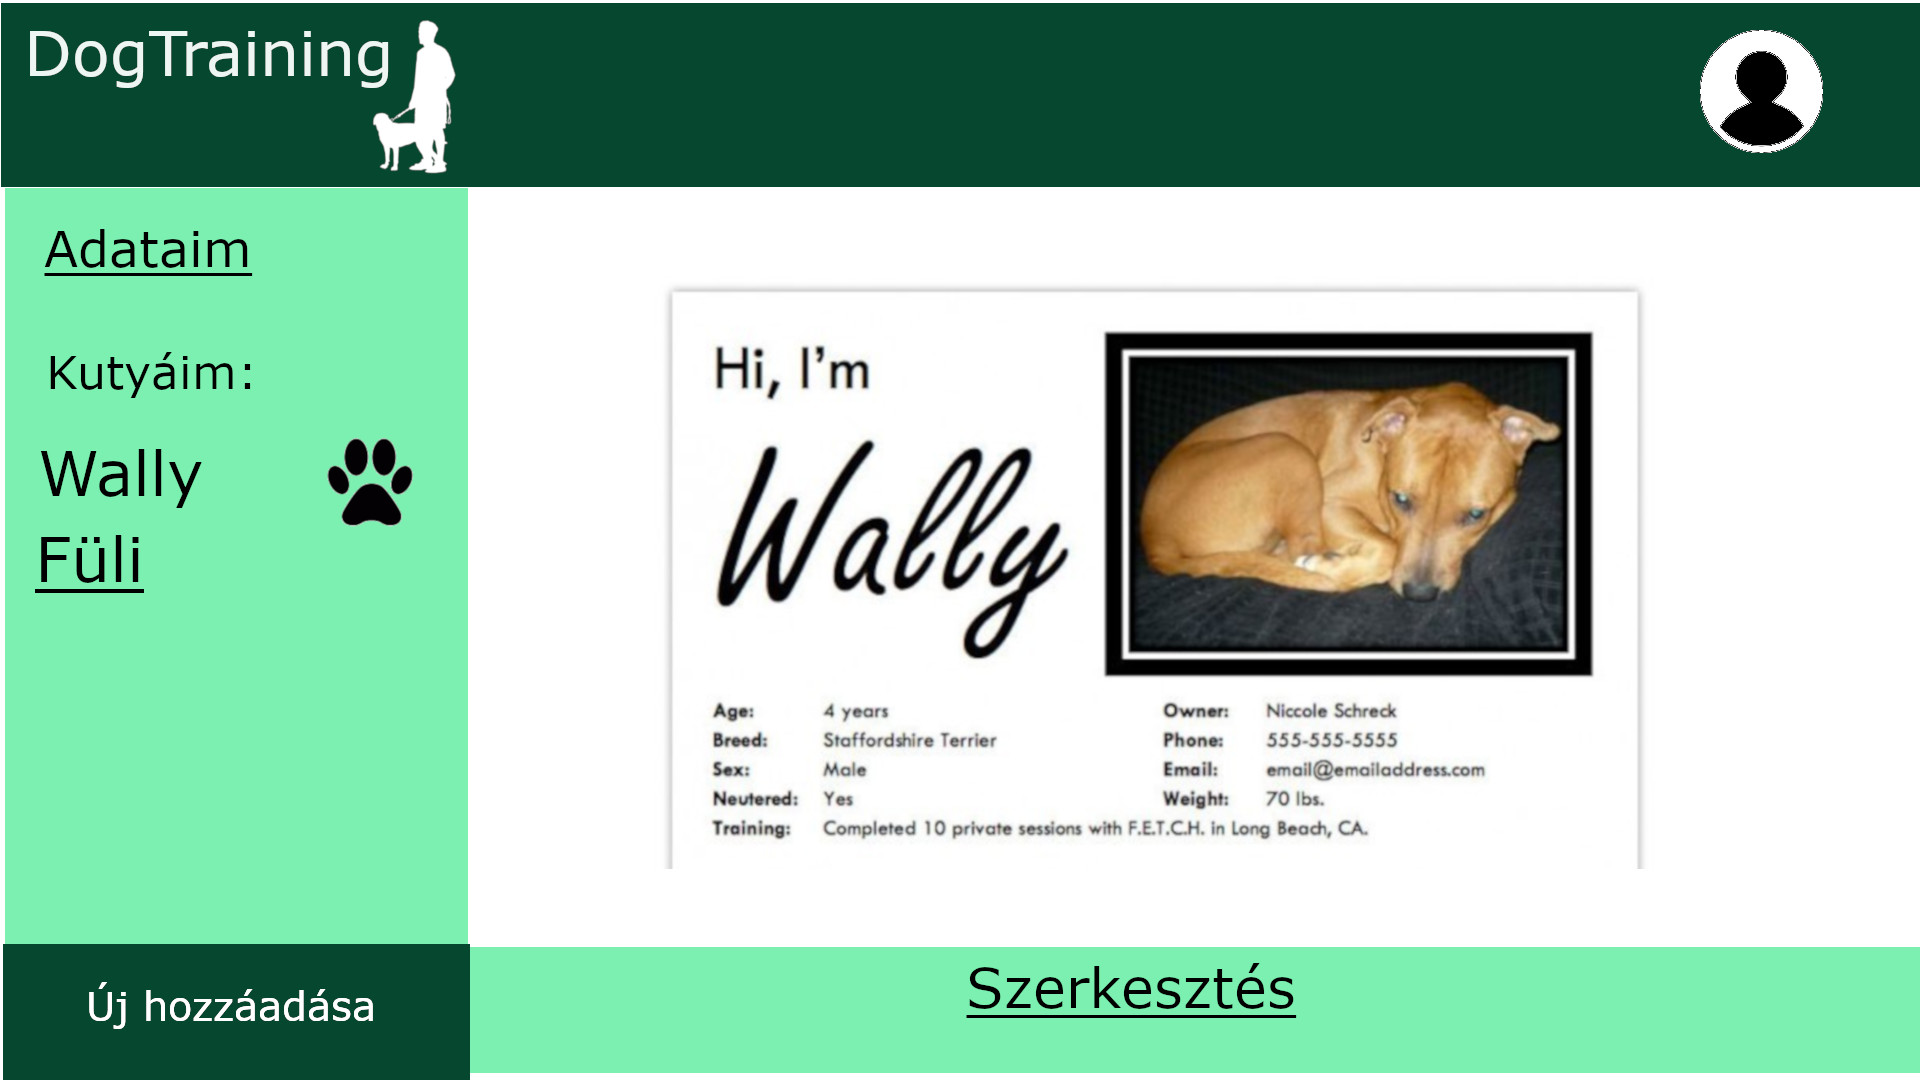 DogTraining
Adataim
Kutyáim:
Wally
Füli
Új hozzáadása
Hi, I'm
Wally
Age: 4 years
Breed: Staffordshire Terrier
Sex: Male
Neutered: Yes
Training: Completed 10 private sessions with F.E.T.C.H. in Long Beach, CA.
Owner: Niccole Schreck
Phone: 555-555-5555
Email: email@emailaddress.com
Weight: 70 lbs.
Szerkesztés